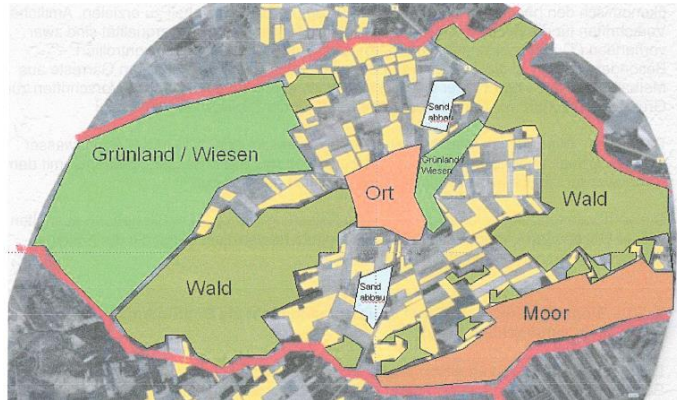 Sand
abbau
Grünland / Wiesen
Grünland /
Wiesen
Ort
Wald
Wald
Sand
abbau
Moor